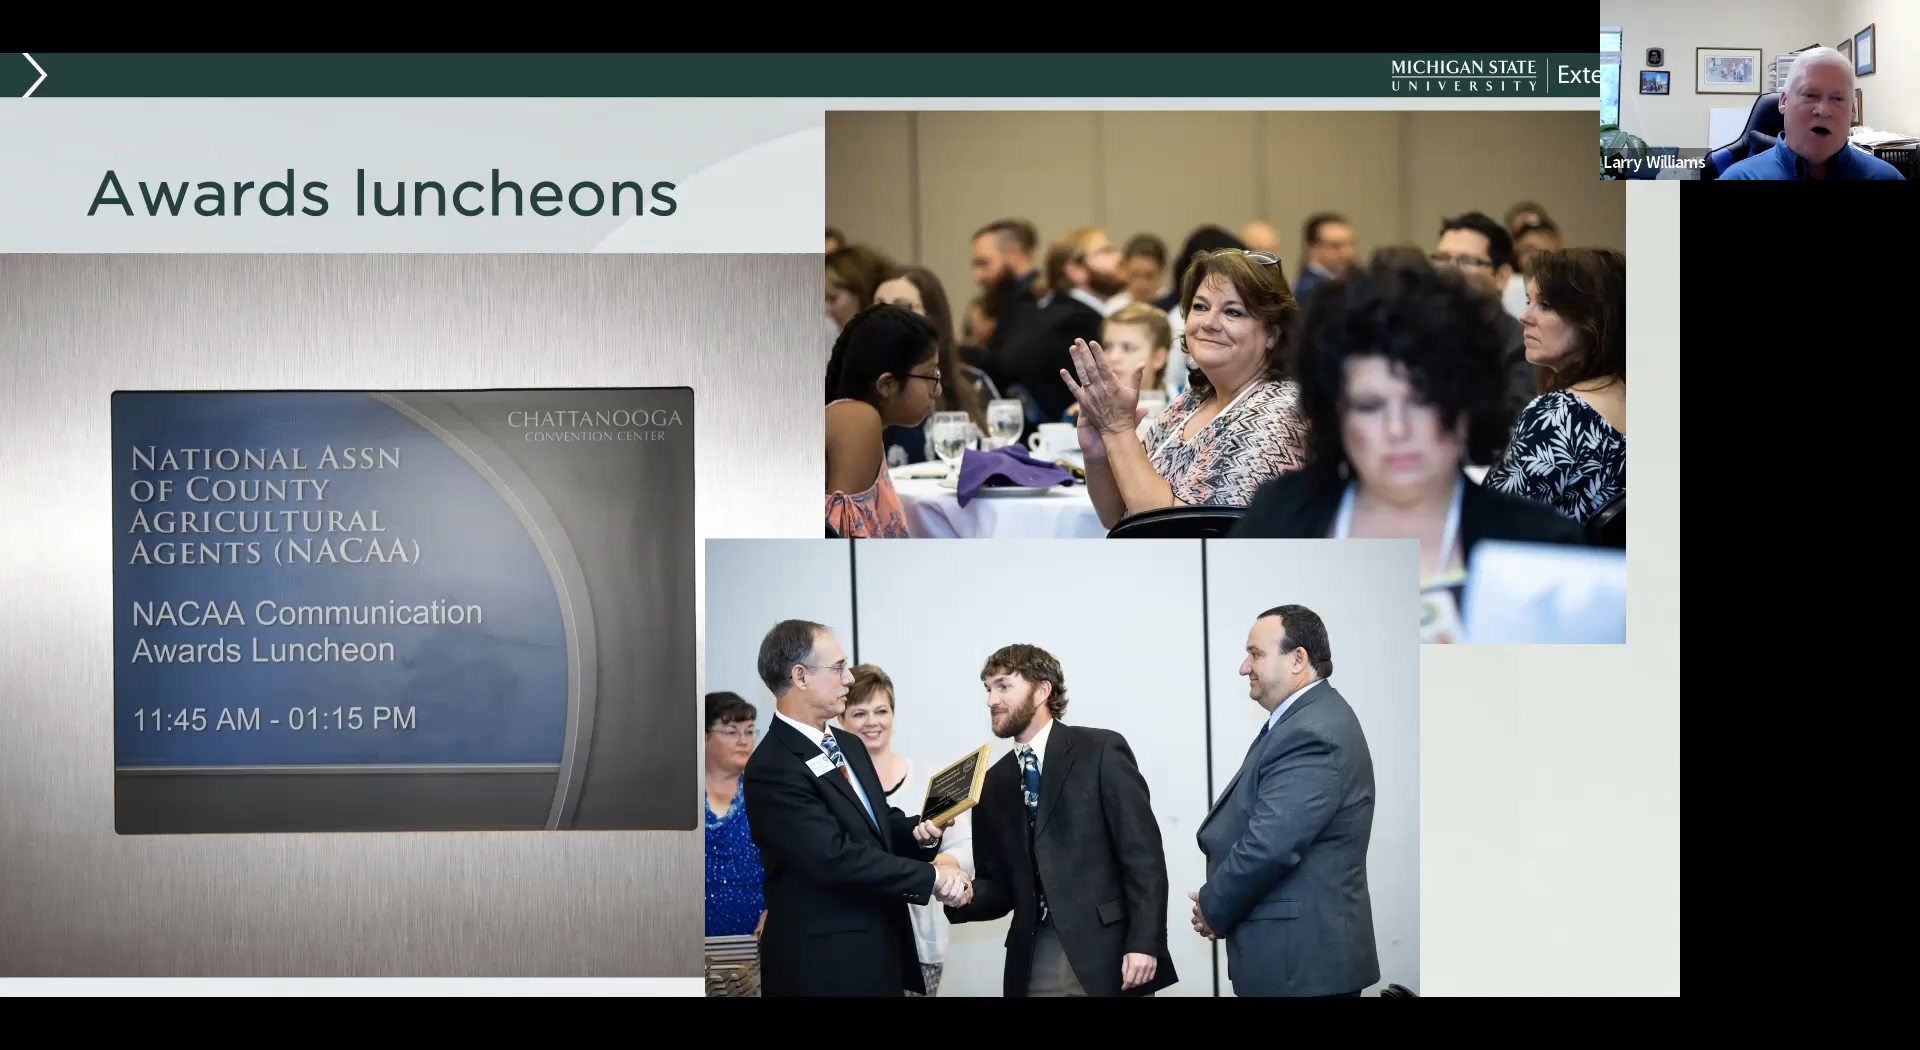 MICHIGAN STATE
UNIVERSITY
Exte
Larry Williams
Awards luncheons
CHATTANOOGA
CONVENTION CENTER
NATIONAL ASSN
OF COUNTY
AGRICULTURAL
AGENTS (NACAA)
NACAA Communication
Awards Luncheon
11:45 AM - 01:15 PM